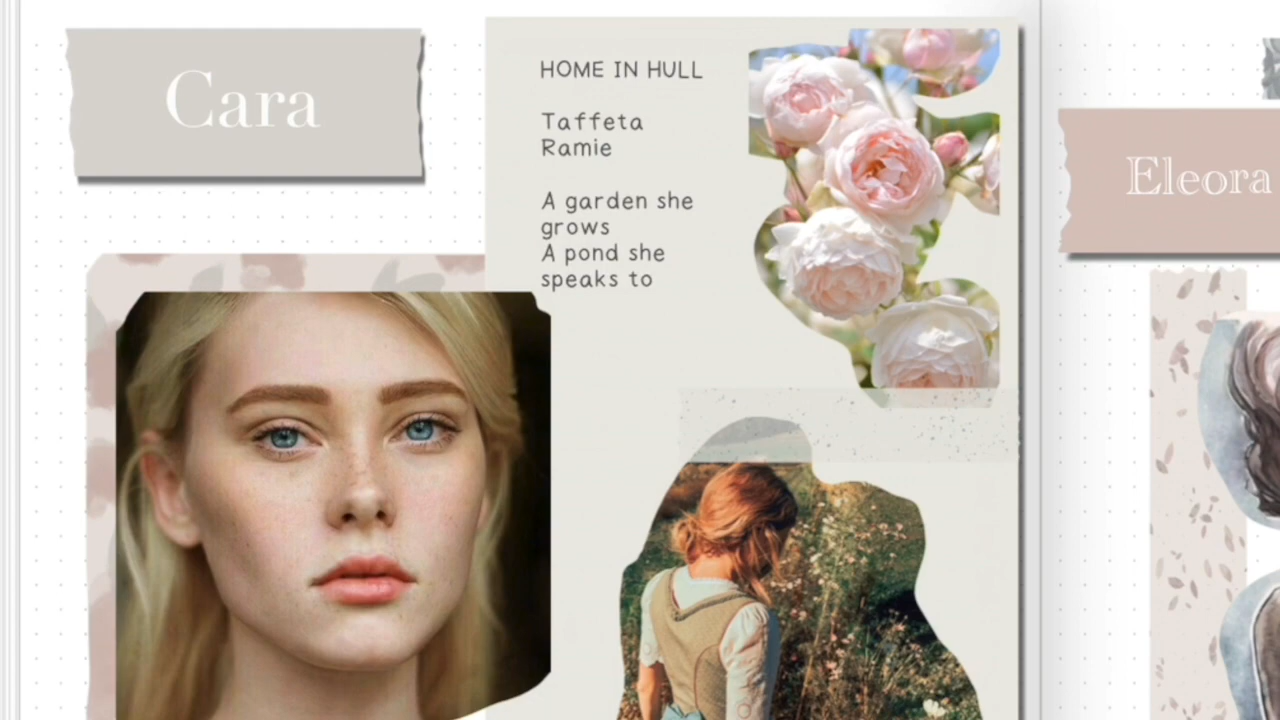 Cara
HOME IN HULL
Taffeta
Ramie
A garden she
grows
A pond she
speaks to
Eleora